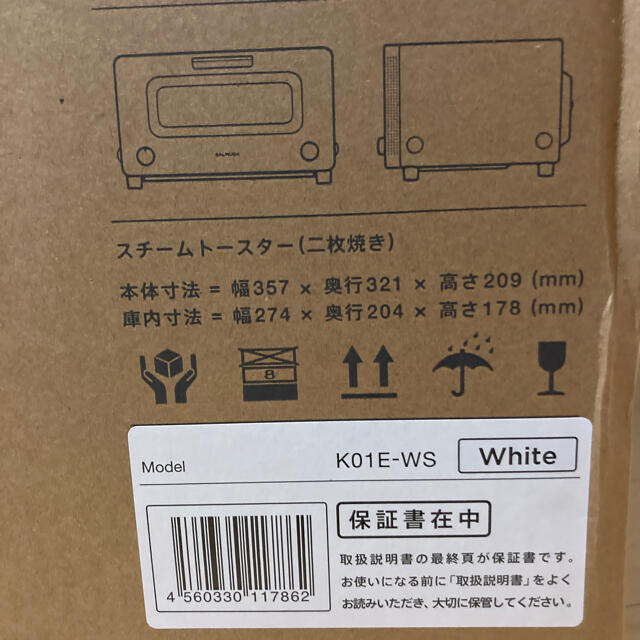 BALMUDA
スチームトースター(二枚焼き)
本体寸法 = 幅357 × 奥行321 × 高さ209 (mm)
庫内寸法 = 幅274 × 奥行204 × 高さ178 (mm)
8
Model K01E-WS White
保証書在中
取扱説明書の最終頁が保証書です。
お使いになる前に「取扱説明書」をよく
お読みいただき、大切に保管してください。
4 560330 117862